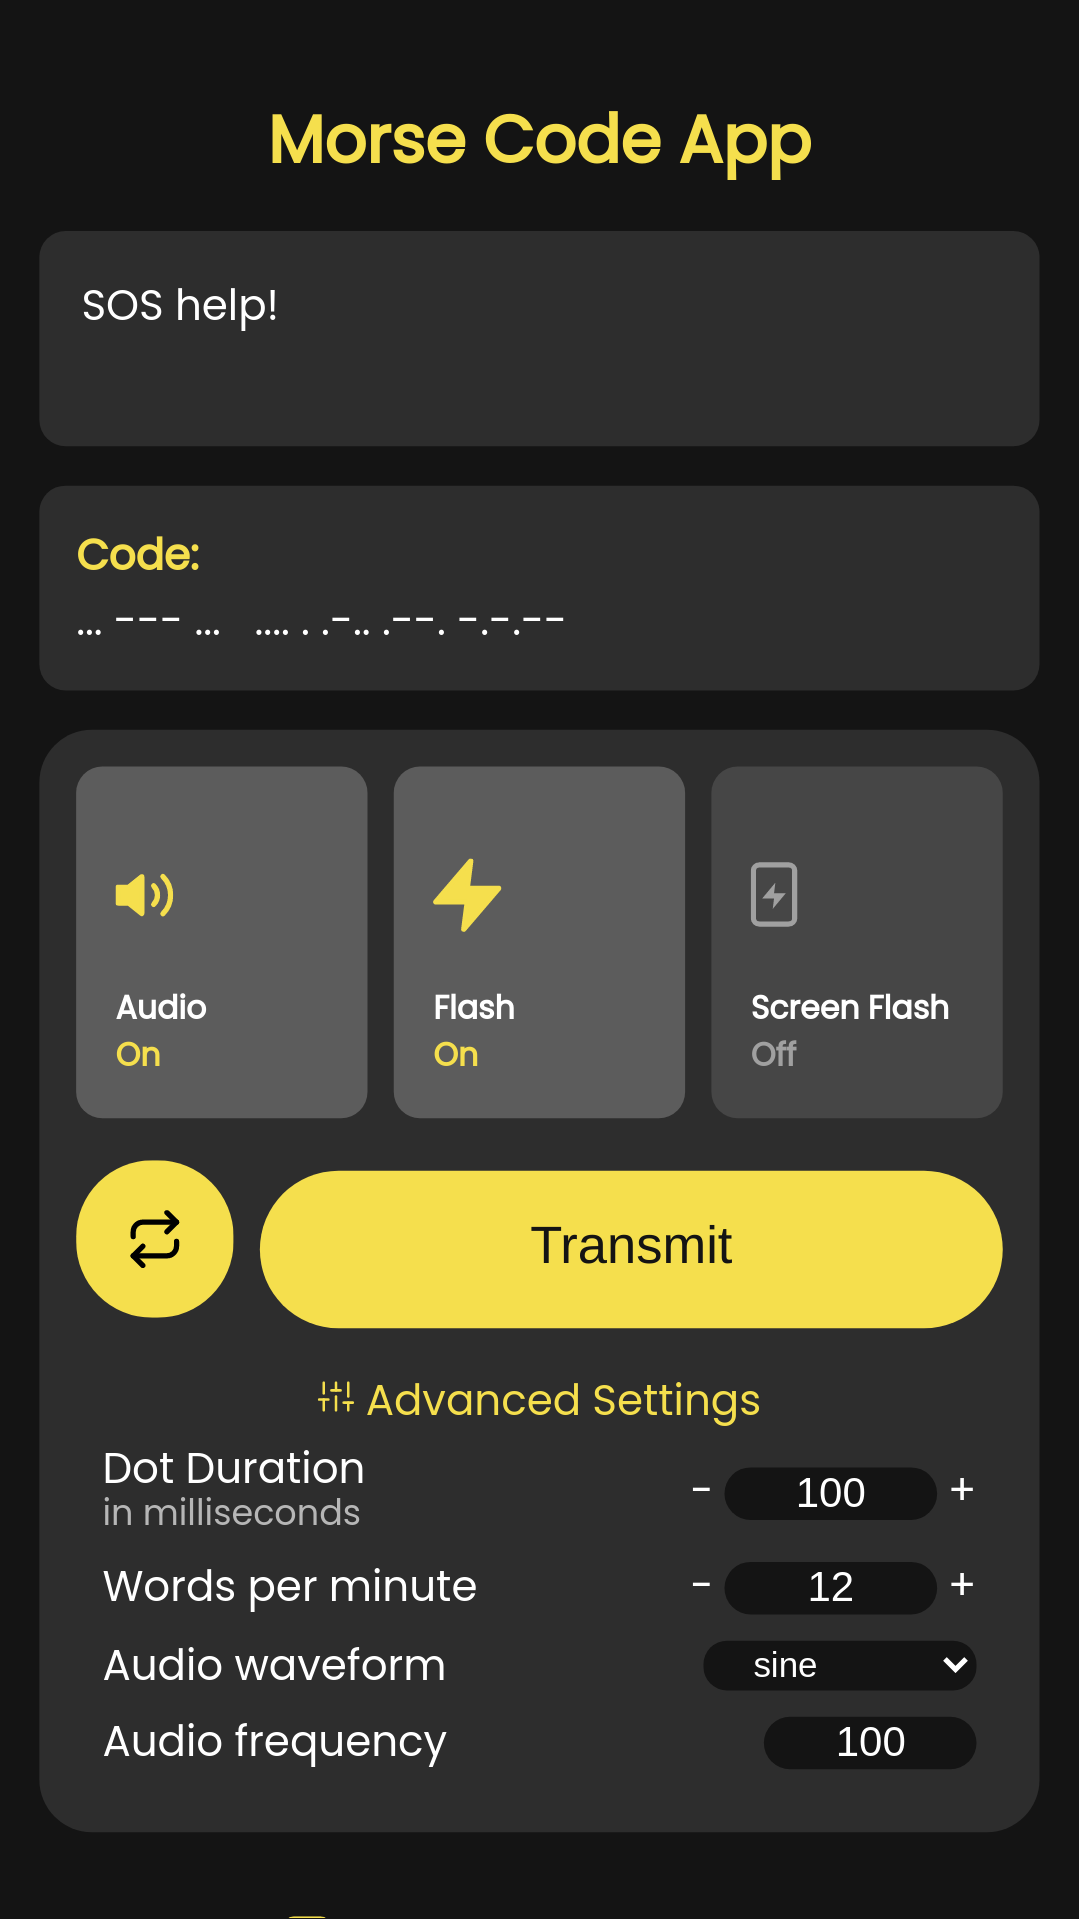 Morse Code App
SOS help!
Code:
... --- ...   .... . .-.. .--. -.-.--
Audio
On
Flash
On
Screen Flash
Off
Transmit
Advanced Settings
Dot Duration
in milliseconds
- 100 +
Words per minute
- 12 +
Audio waveform
sine
Audio frequency
100